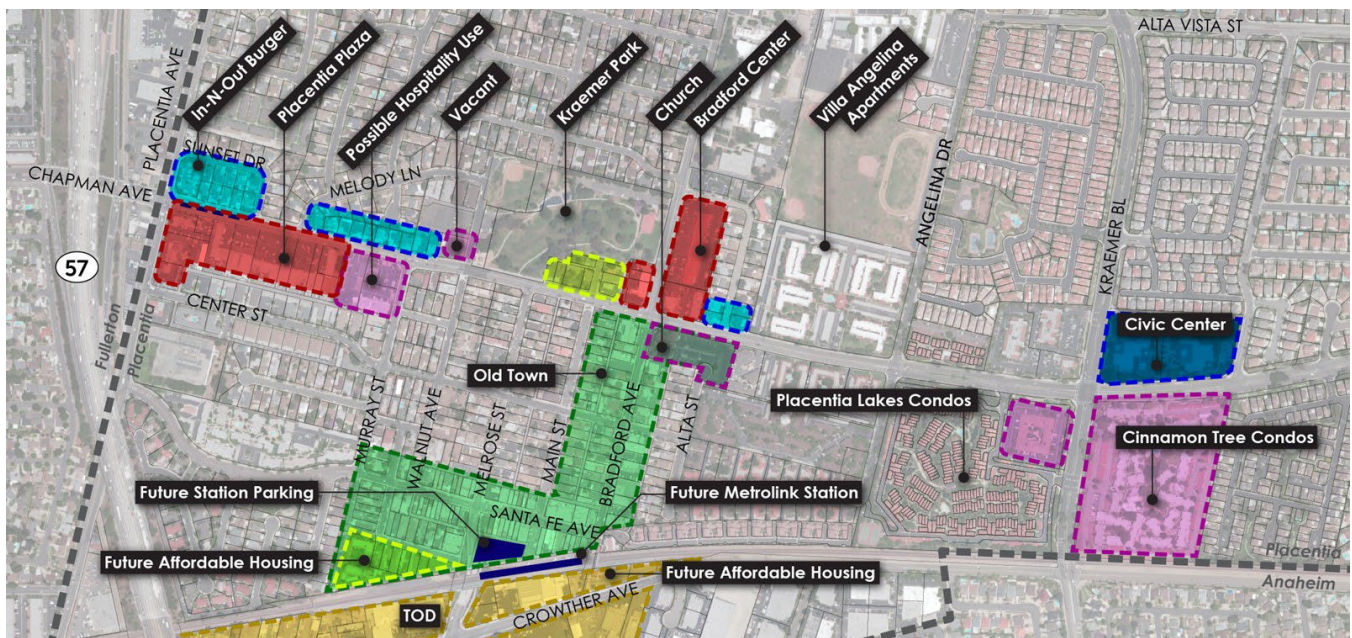 ALTA VISTA ST
PLACENTIA AVE
In-N-Out Burger
Placentia Plaza
Possible Hospitality Use
Vacant
Kraemer Park
Church
Bradford Center
Villa Angelina
Apartments
SUNSET DR
CHAPMAN AVE
MELODY LN
ANGELINA DR
KRAEMER BL
57
CENTER ST
Fullerton
Placentia
Civic Center
Old Town
Placentia Lakes Condos
Cinnamon Tree Condos
MURRAY ST
WALNUT AVE
MELROSE ST
MAIN ST
BRADFORD AVE
ALTA ST
Future Station Parking
Future Metrolink Station
SANTA FE AVE
Future Affordable Housing
Future Affordable Housing
Placentia
Anaheim
TOD
CROWTHER AVE